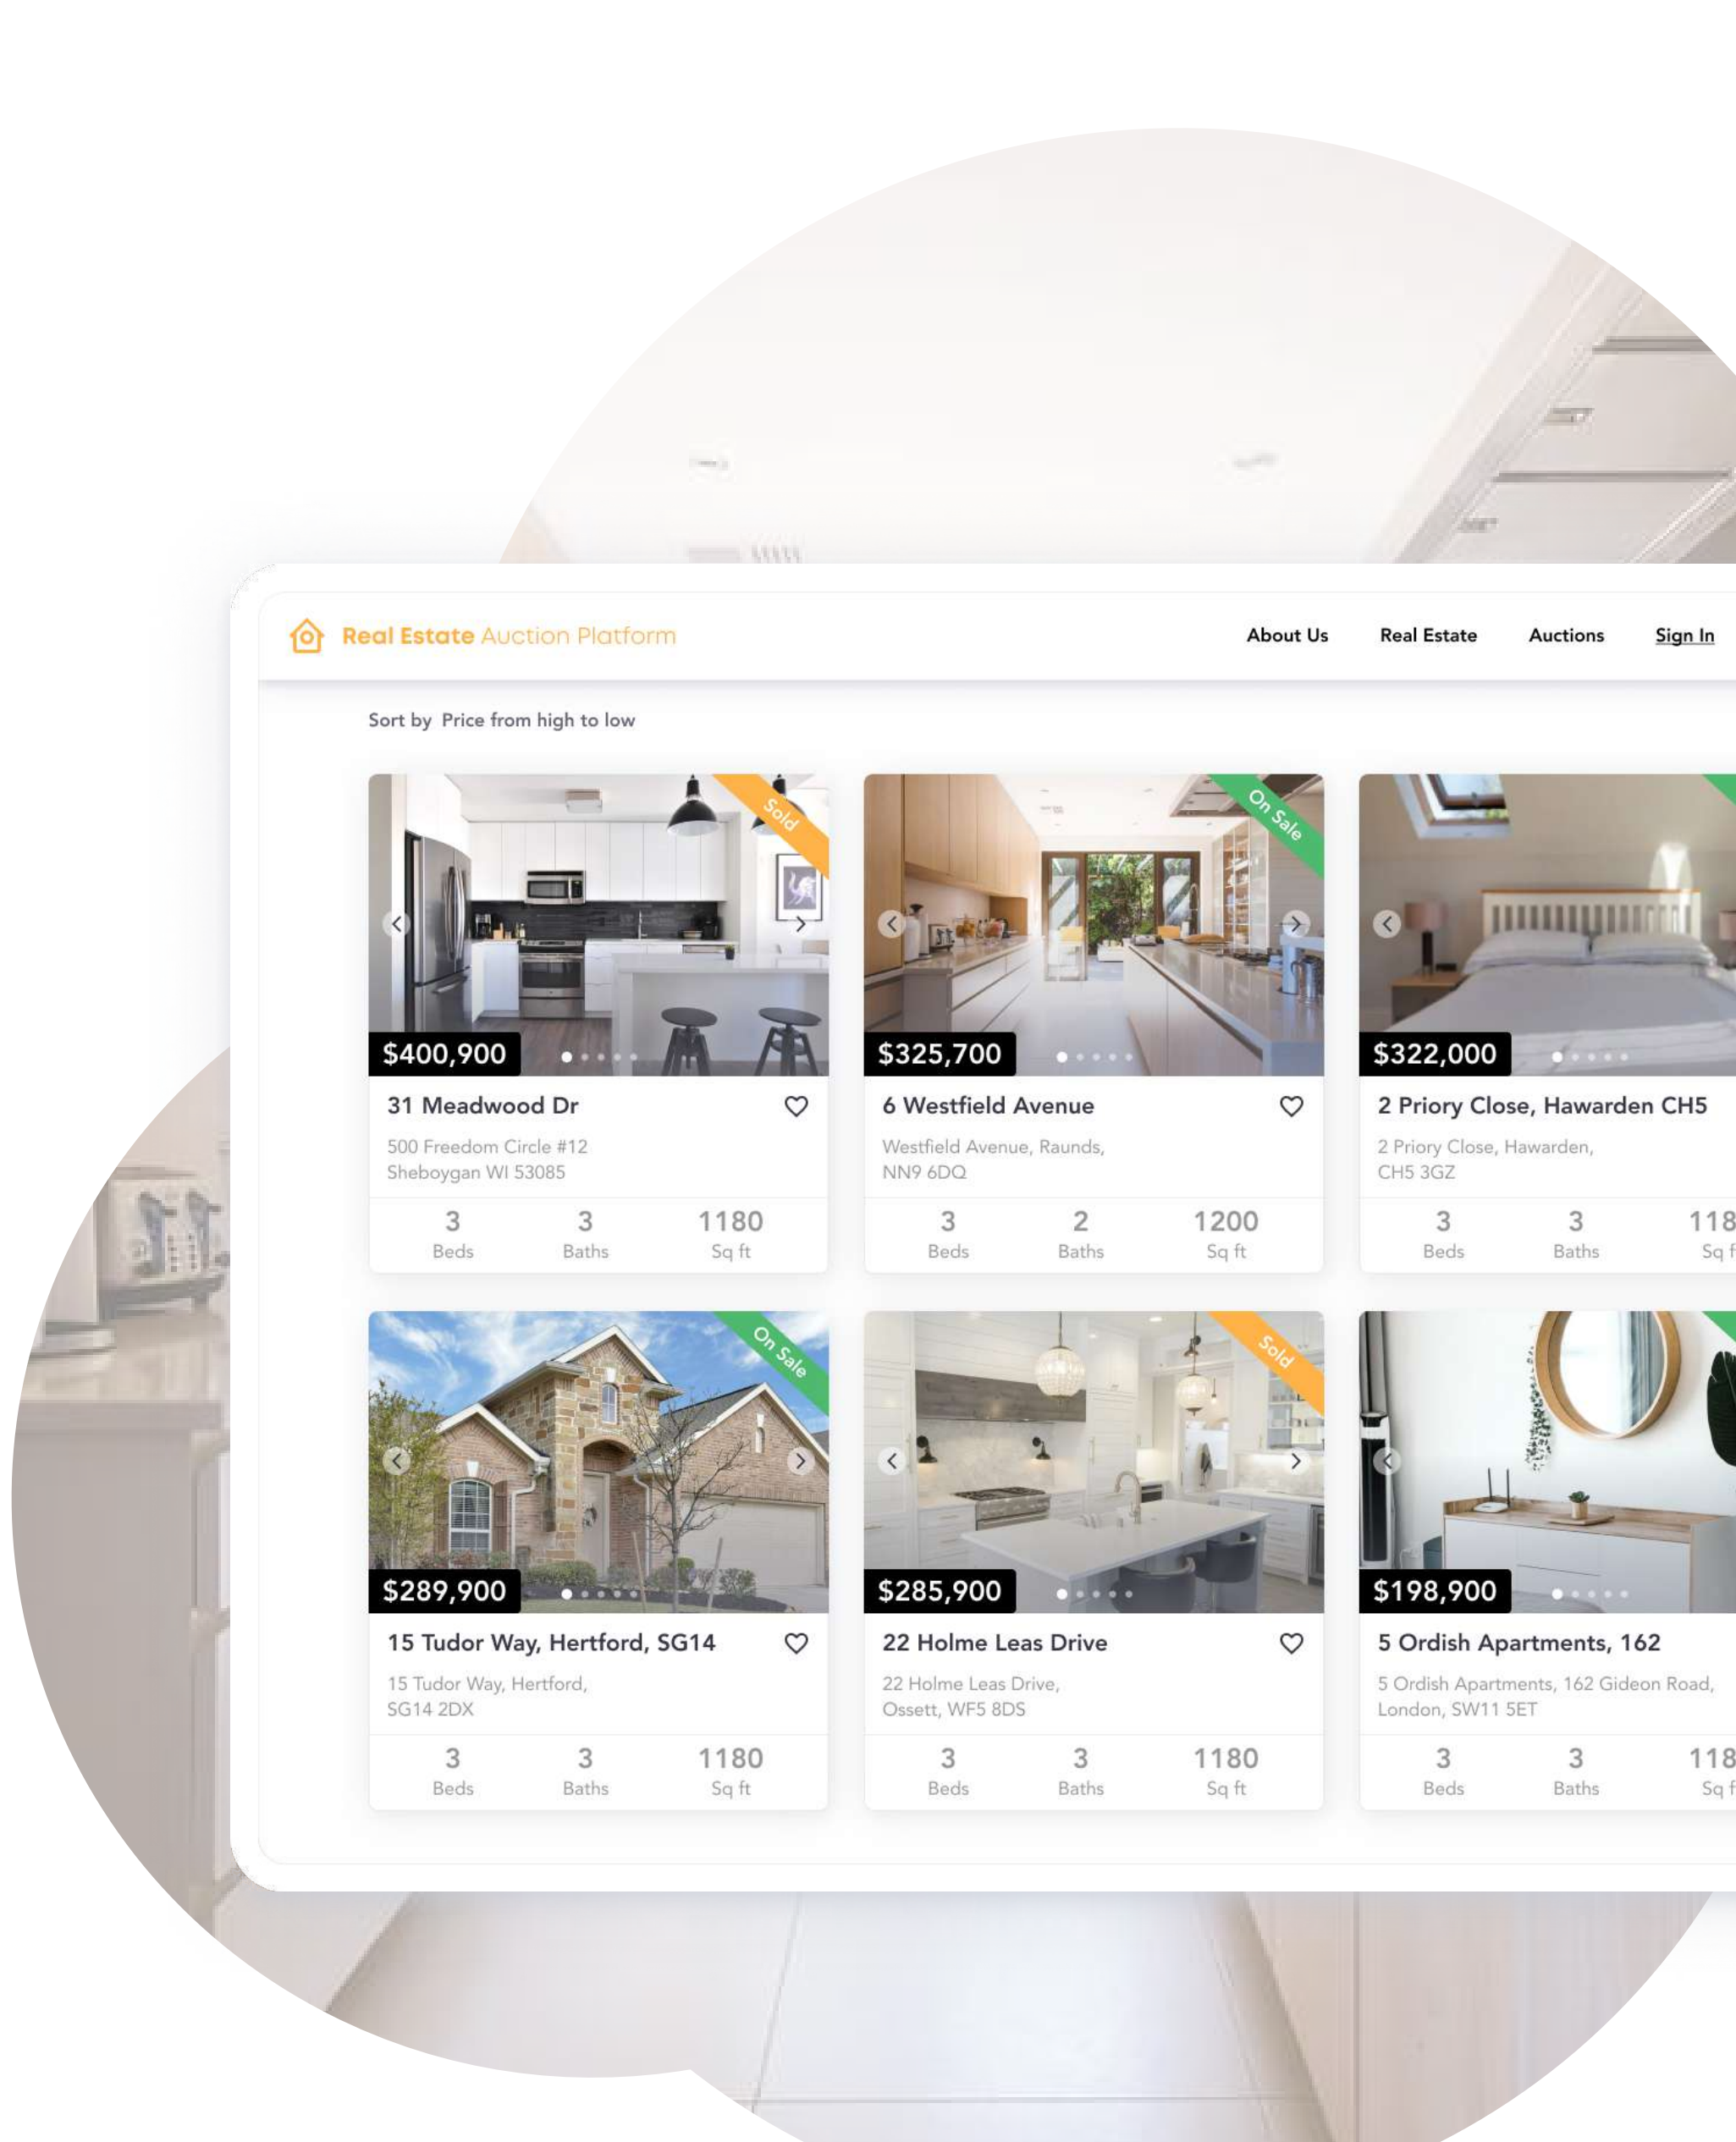 Real Estate Auction Platform
About Us
Real Estate
Auctions
Sign In
Sort by Price from high to low
Sold
$400,900
31 Meadwood Dr
500 Freedom Circle #12
Sheboygan WI 53085
3 3 1180
Beds Baths Sq ft
On Sale
$325,700
6 Westfield Avenue
Westfield Avenue, Raunds,
NN9 6DQ
3 2 1200
Beds Baths Sq ft
$322,000
2 Priory Close, Hawarden CH5
2 Priory Close, Hawarden,
CH5 3GZ
3 3 118
Beds Baths Sq f
On Sale
$289,900
15 Tudor Way, Hertford, SG14
15 Tudor Way, Hertford,
SG14 2DX
3 3 1180
Beds Baths Sq ft
Sold
$285,900
22 Holme Leas Drive
22 Holme Leas Drive,
Ossett, WF5 8DS
3 3 1180
Beds Baths Sq ft
$198,900
5 Ordish Apartments, 162
5 Ordish Apartments, 162 Gideon Road,
London, SW11 5ET
3 3 118
Beds Baths Sq f